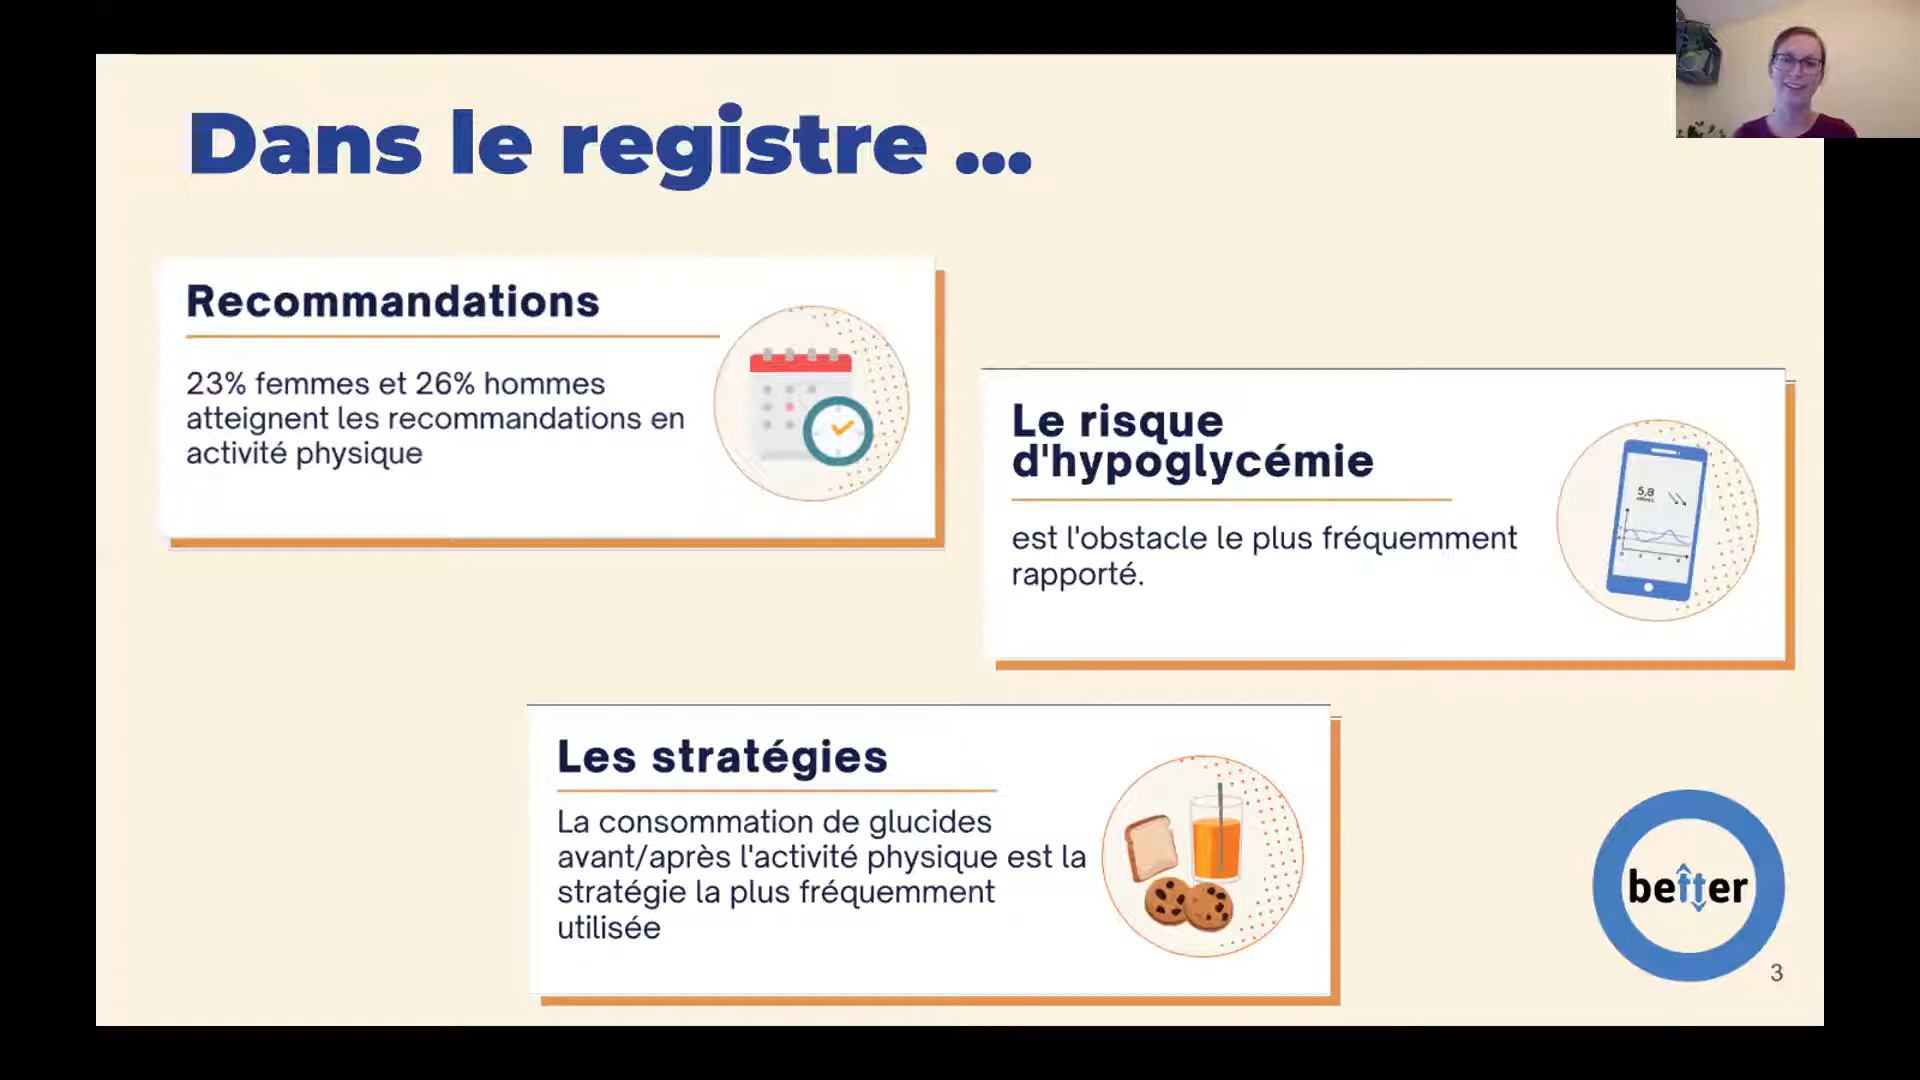 Dans le registre ...
Recommandations
23% femmes et 26% hommes
atteignent les recommandations en
activité physique
Le risque
d'hypoglycémie
est l'obstacle le plus fréquemment
rapporté.
5,8
Les stratégies
La consommation de glucides
avant/après l'activité physique est la
stratégie la plus fréquemment
utilisée
better
3